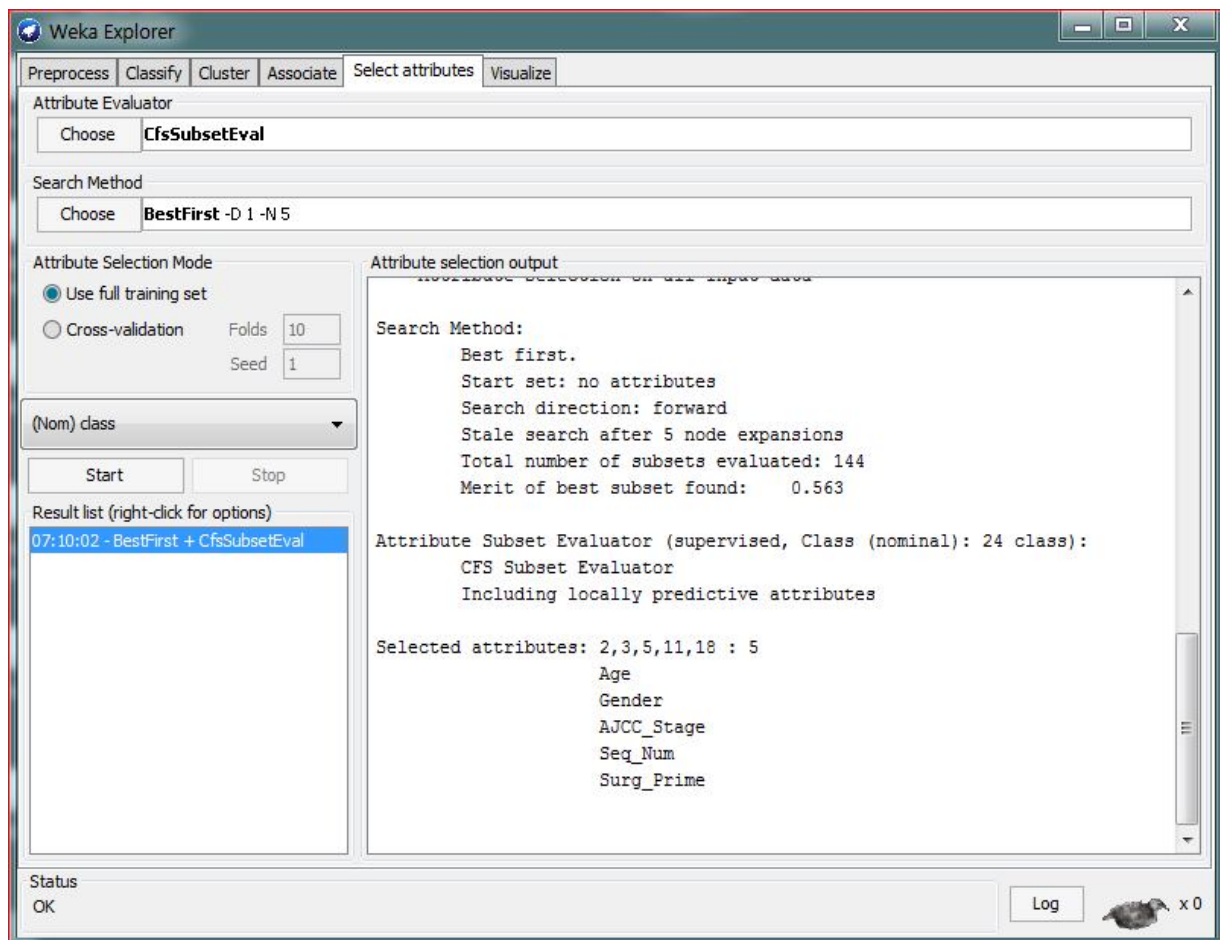 Weka Explorer
Preprocess Classify Cluster Associate Select attributes Visualize
Attribute Evaluator
Choose CfsSubsetEval
Search Method
Choose BestFirst -D 1 -N 5
Attribute Selection Mode
Use full training set
Cross-validation Folds 10
Seed 1
(Nom) class
Start Stop
Result list (right-click for options)
07:10:02 - BestFirst + CfsSubsetEval
Attribute selection output
Search Method:
Best first.
Start set: no attributes
Search direction: forward
Stale search after 5 node expansions
Total number of subsets evaluated: 144
Merit of best subset found: 0.563
Attribute Subset Evaluator (supervised, Class (nominal): 24 class):
CFS Subset Evaluator
Including locally predictive attributes
Selected attributes: 2,3,5,11,18 : 5
Age
Gender
AJCC_Stage
Seq_Num
Surg_Prime
Status
OK
Log
x 0